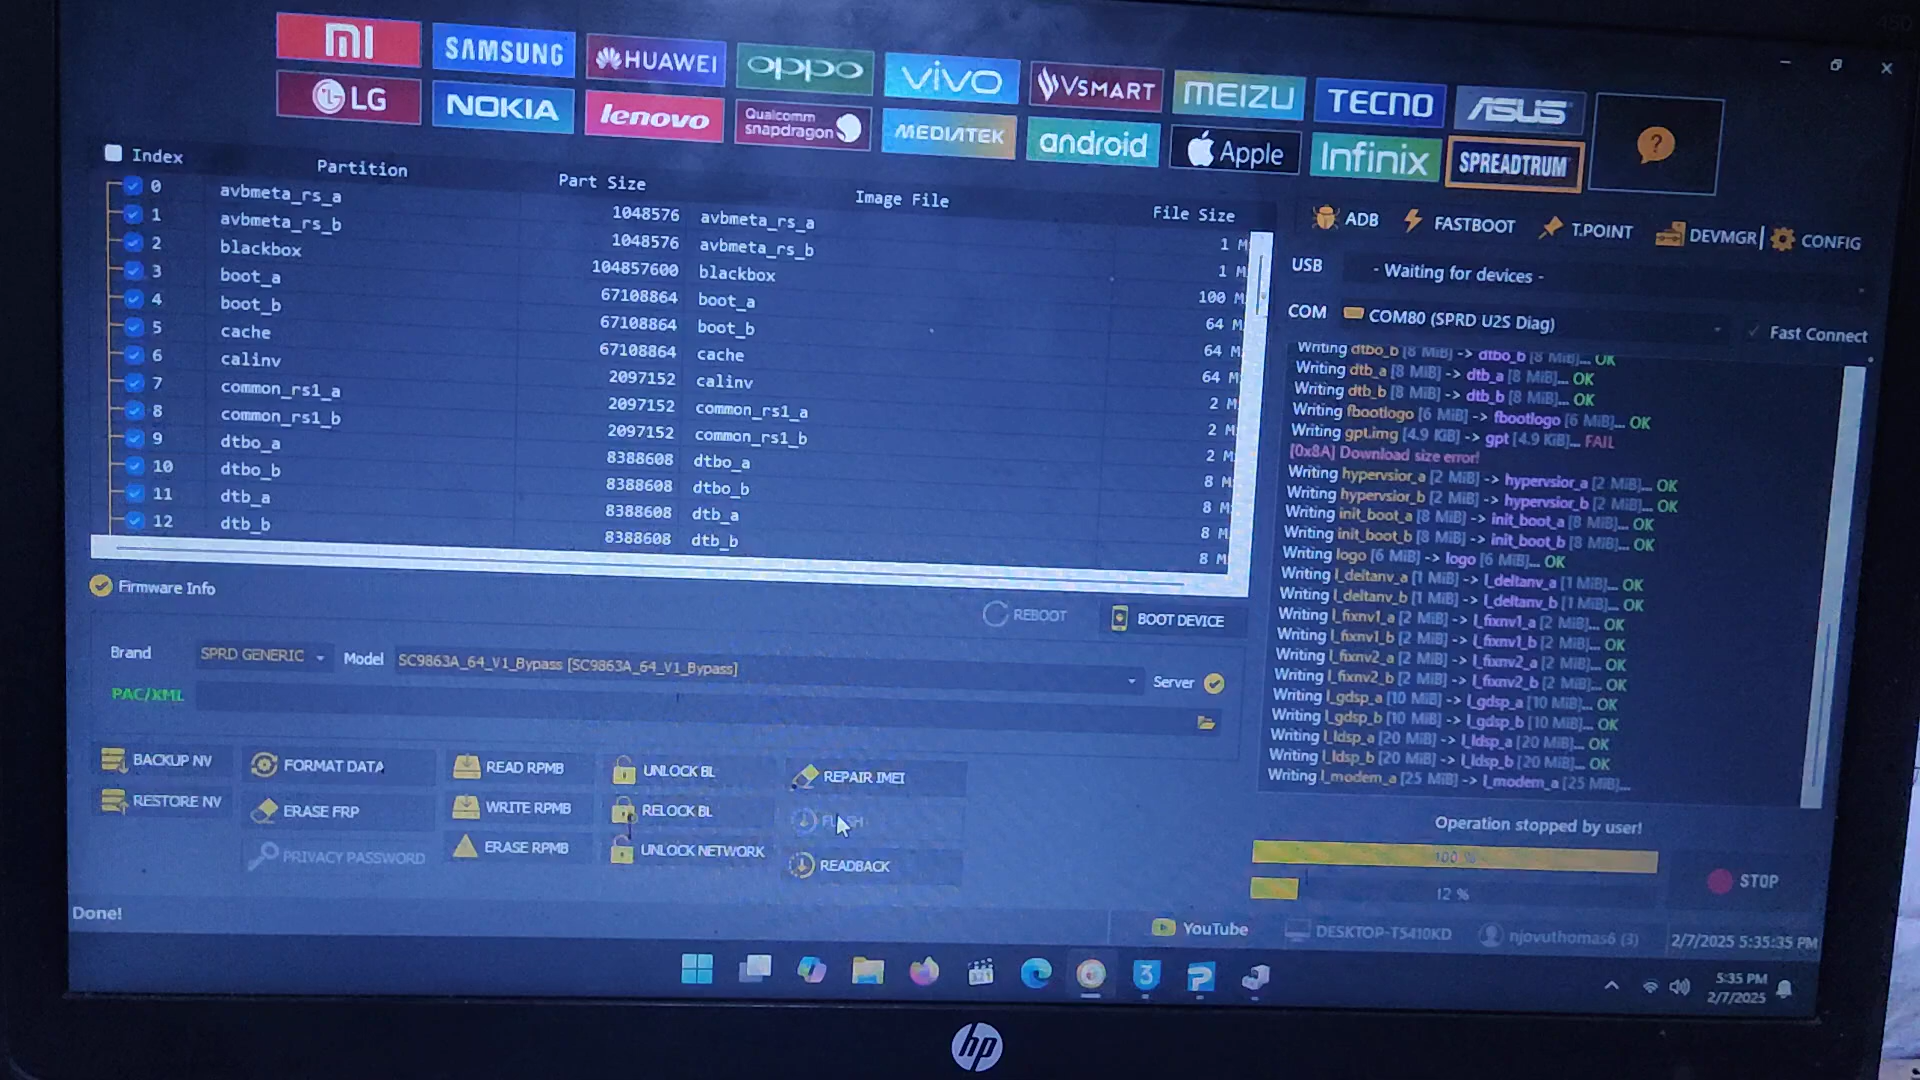 mi SAMSUNG HUAWEI oppo vivo VSMART MEIZU TECNO ASUS
LG NOKIA lenovo Qualcomm snapdragon MEDIATEK android Apple Infinix SPREADTRUM ?
Index Partition Part Size Image File File Size
0 avbmeta_rs_a 1048576 avbmeta_rs_a 1 M
1 avbmeta_rs_b 1048576 avbmeta_rs_b 1 M
2 blackbox 104857600 blackbox 100 M
3 boot_a 67108864 boot_a 64 M
4 boot_b 67108864 boot_b 64 M
5 cache 67108864 cache 64 M
6 calinv 2097152 calinv 2 M
7 common_rs1_a 2097152 common_rs1_a 2 M
8 common_rs1_b 2097152 common_rs1_b 2 M
9 dtbo_a 8388608 dtbo_a 8 M
10 dtbo_b 8388608 dtbo_b 8 M
11 dtb_a 8388608 dtb_a 8 M
12 dtb_b 8388608 dtb_b 8 M
Firmware Info
REBOOT BOOT DEVICE
Brand SPRD GENERIC Model SC9863A_64_V1_Bypass [SC9863A_64_V1_Bypass] Server
PAC/XML
BACKUP NV FORMAT DATA READ RPMB UNLOCK BL REPAIR IMEI
RESTORE NV ERASE FRP WRITE RPMB RELOCK BL
PRIVACY PASSWORD ERASE RPMB UNLOCK NETWORK READBACK
Done!
ADB FASTBOOT T.POINT DEVMGR CONFIG
USB - Waiting for devices -
COM COM80 (SPRD U2S Diag) Fast Connect
Writing dtbo_b [8 MiB] -> dtbo_b [8 MiB]... OK
Writing dtb_a [8 MiB] -> dtb_a [8 MiB]... OK
Writing dtb_b [8 MiB] -> dtb_b [8 MiB]... OK
Writing fbootlogo [6 MiB] -> fbootlogo [6 MiB]... OK
Writing gpt.img [4.9 KiB] -> gpt [4.9 KiB]... FAIL
[0x8A] Download size error!
Writing hypervsior_a [2 MiB] -> hypervsior_a [2 MiB]... OK
Writing hypervsior_b [2 MiB] -> hypervsior_b [2 MiB]... OK
Writing init_boot_a [8 MiB] -> init_boot_a [8 MiB]... OK
Writing init_boot_b [8 MiB] -> init_boot_b [8 MiB]... OK
Writing logo [6 MiB] -> logo [6 MiB]... OK
Writing l_deltanv_a [1 MiB] -> l_deltanv_a [1 MiB]... OK
Writing l_deltanv_b [1 MiB] -> l_deltanv_b [1 MiB]... OK
Writing l_fixnv1_a [2 MiB] -> l_fixnv1_a [2 MiB]... OK
Writing l_fixnv1_b [2 MiB] -> l_fixnv1_b [2 MiB]... OK
Writing l_fixnv2_a [2 MiB] -> l_fixnv2_a [2 MiB]... OK
Writing l_fixnv2_b [2 MiB] -> l_fixnv2_b [2 MiB]... OK
Writing l_gdsp_a [10 MiB] -> l_gdsp_a [10 MiB]... OK
Writing l_gdsp_b [10 MiB] -> l_gdsp_b [10 MiB]... OK
Writing l_ldsp_a [20 MiB] -> l_ldsp_a [20 MiB]... OK
Writing l_ldsp_b [20 MiB] -> l_ldsp_b [20 MiB]... OK
Writing l_modem_a [25 MiB] -> l_modem_a [25 MiB]...
Operation stopped by user!
100 %
12 %
STOP
YouTube DESKTOP-T5410KD njovuthomas6 (3) 2/7/2025 5:35:35 PM
321 3
5:35 PM
2/7/2025
hp